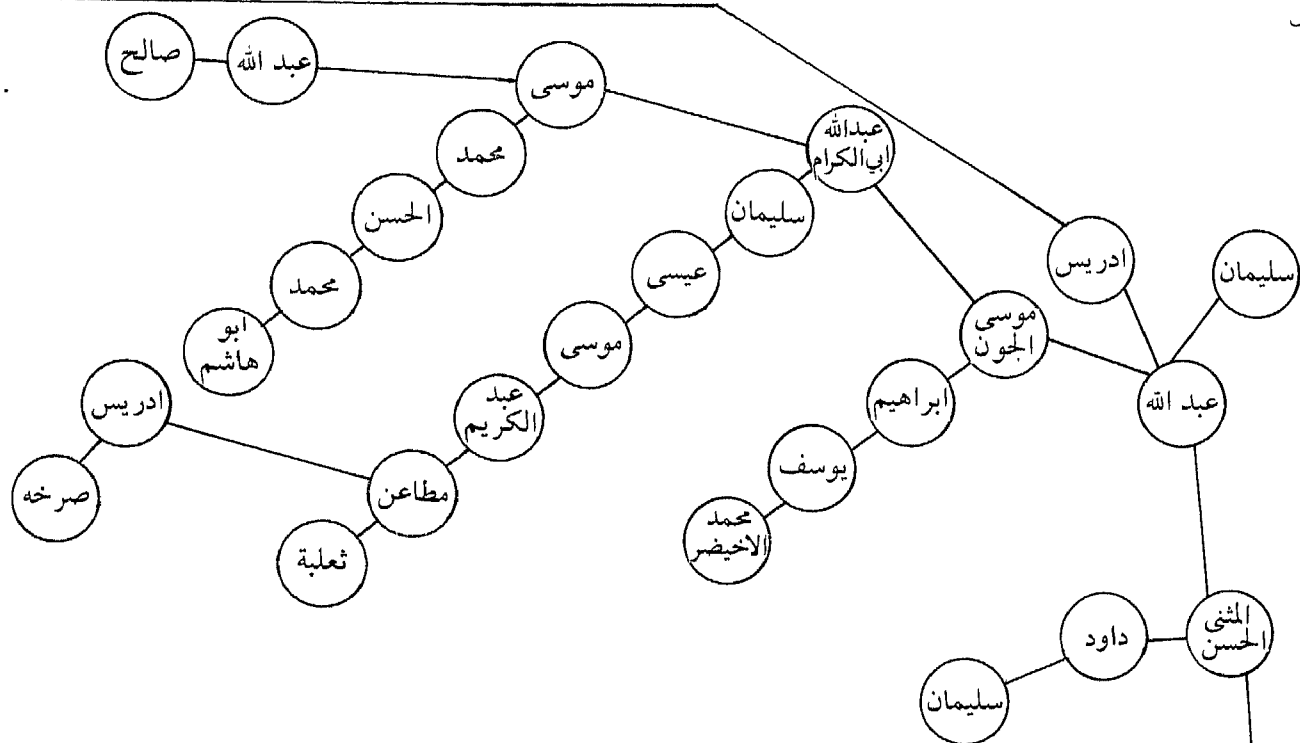 صالح
عبد الله
موسى
محمد
الحسن
محمد
ابو
هاشم
عبدالله
ابي الكرام
سليمان
عيسى
موسى
عبد
الكريم
مطاعن
ثعلبة
ادريس
صرخه
ادريس
سليمان
موسى
الجون
ابراهيم
يوسف
محمد
الاخيضر
عبد الله
المثنى
الحسن
داود
سليمان